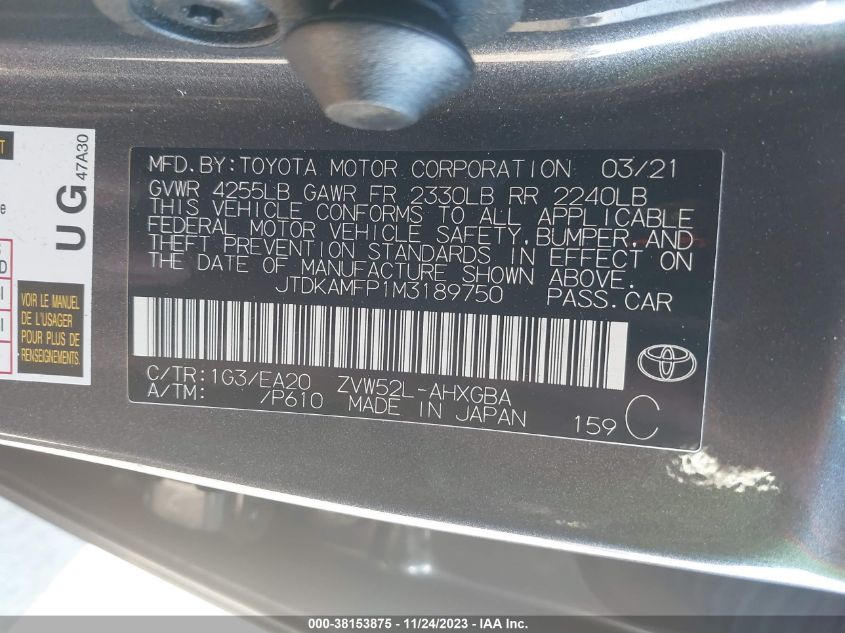 MFD.BY:TOYOTA MOTOR CORPORATION 03/21
GVWR 4255LB GAWR FR 2330LB RR 2240LB
THIS VEHICLE CONFORMS TO ALL APPLICABLE
FEDERAL MOTOR VEHICLE SAFETY,BUMPER,AND
THEFT PREVENTION STANDARDS IN EFFECT ON
THE DATE OF MANUFACTURE SHOWN ABOVE.
JTDKAMFP1M3189750 PASS.CAR
C/TR:1G3/EA20 ZVW52L-AHXGBA
A/TM: /P610 MADE IN JAPAN
159 C
UG
47A30
VOIR
LE MANUEL
DE L'USAGER
POUR PLUS DE
RENSEIGNEMENTS
000-38153875 - 11/24/2023 - IAA Inc.